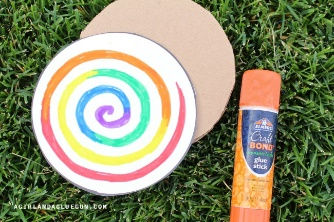 ELMER'S
Craft
BOND
glue
stick
AGIRLANDAGLUEGUN.COM